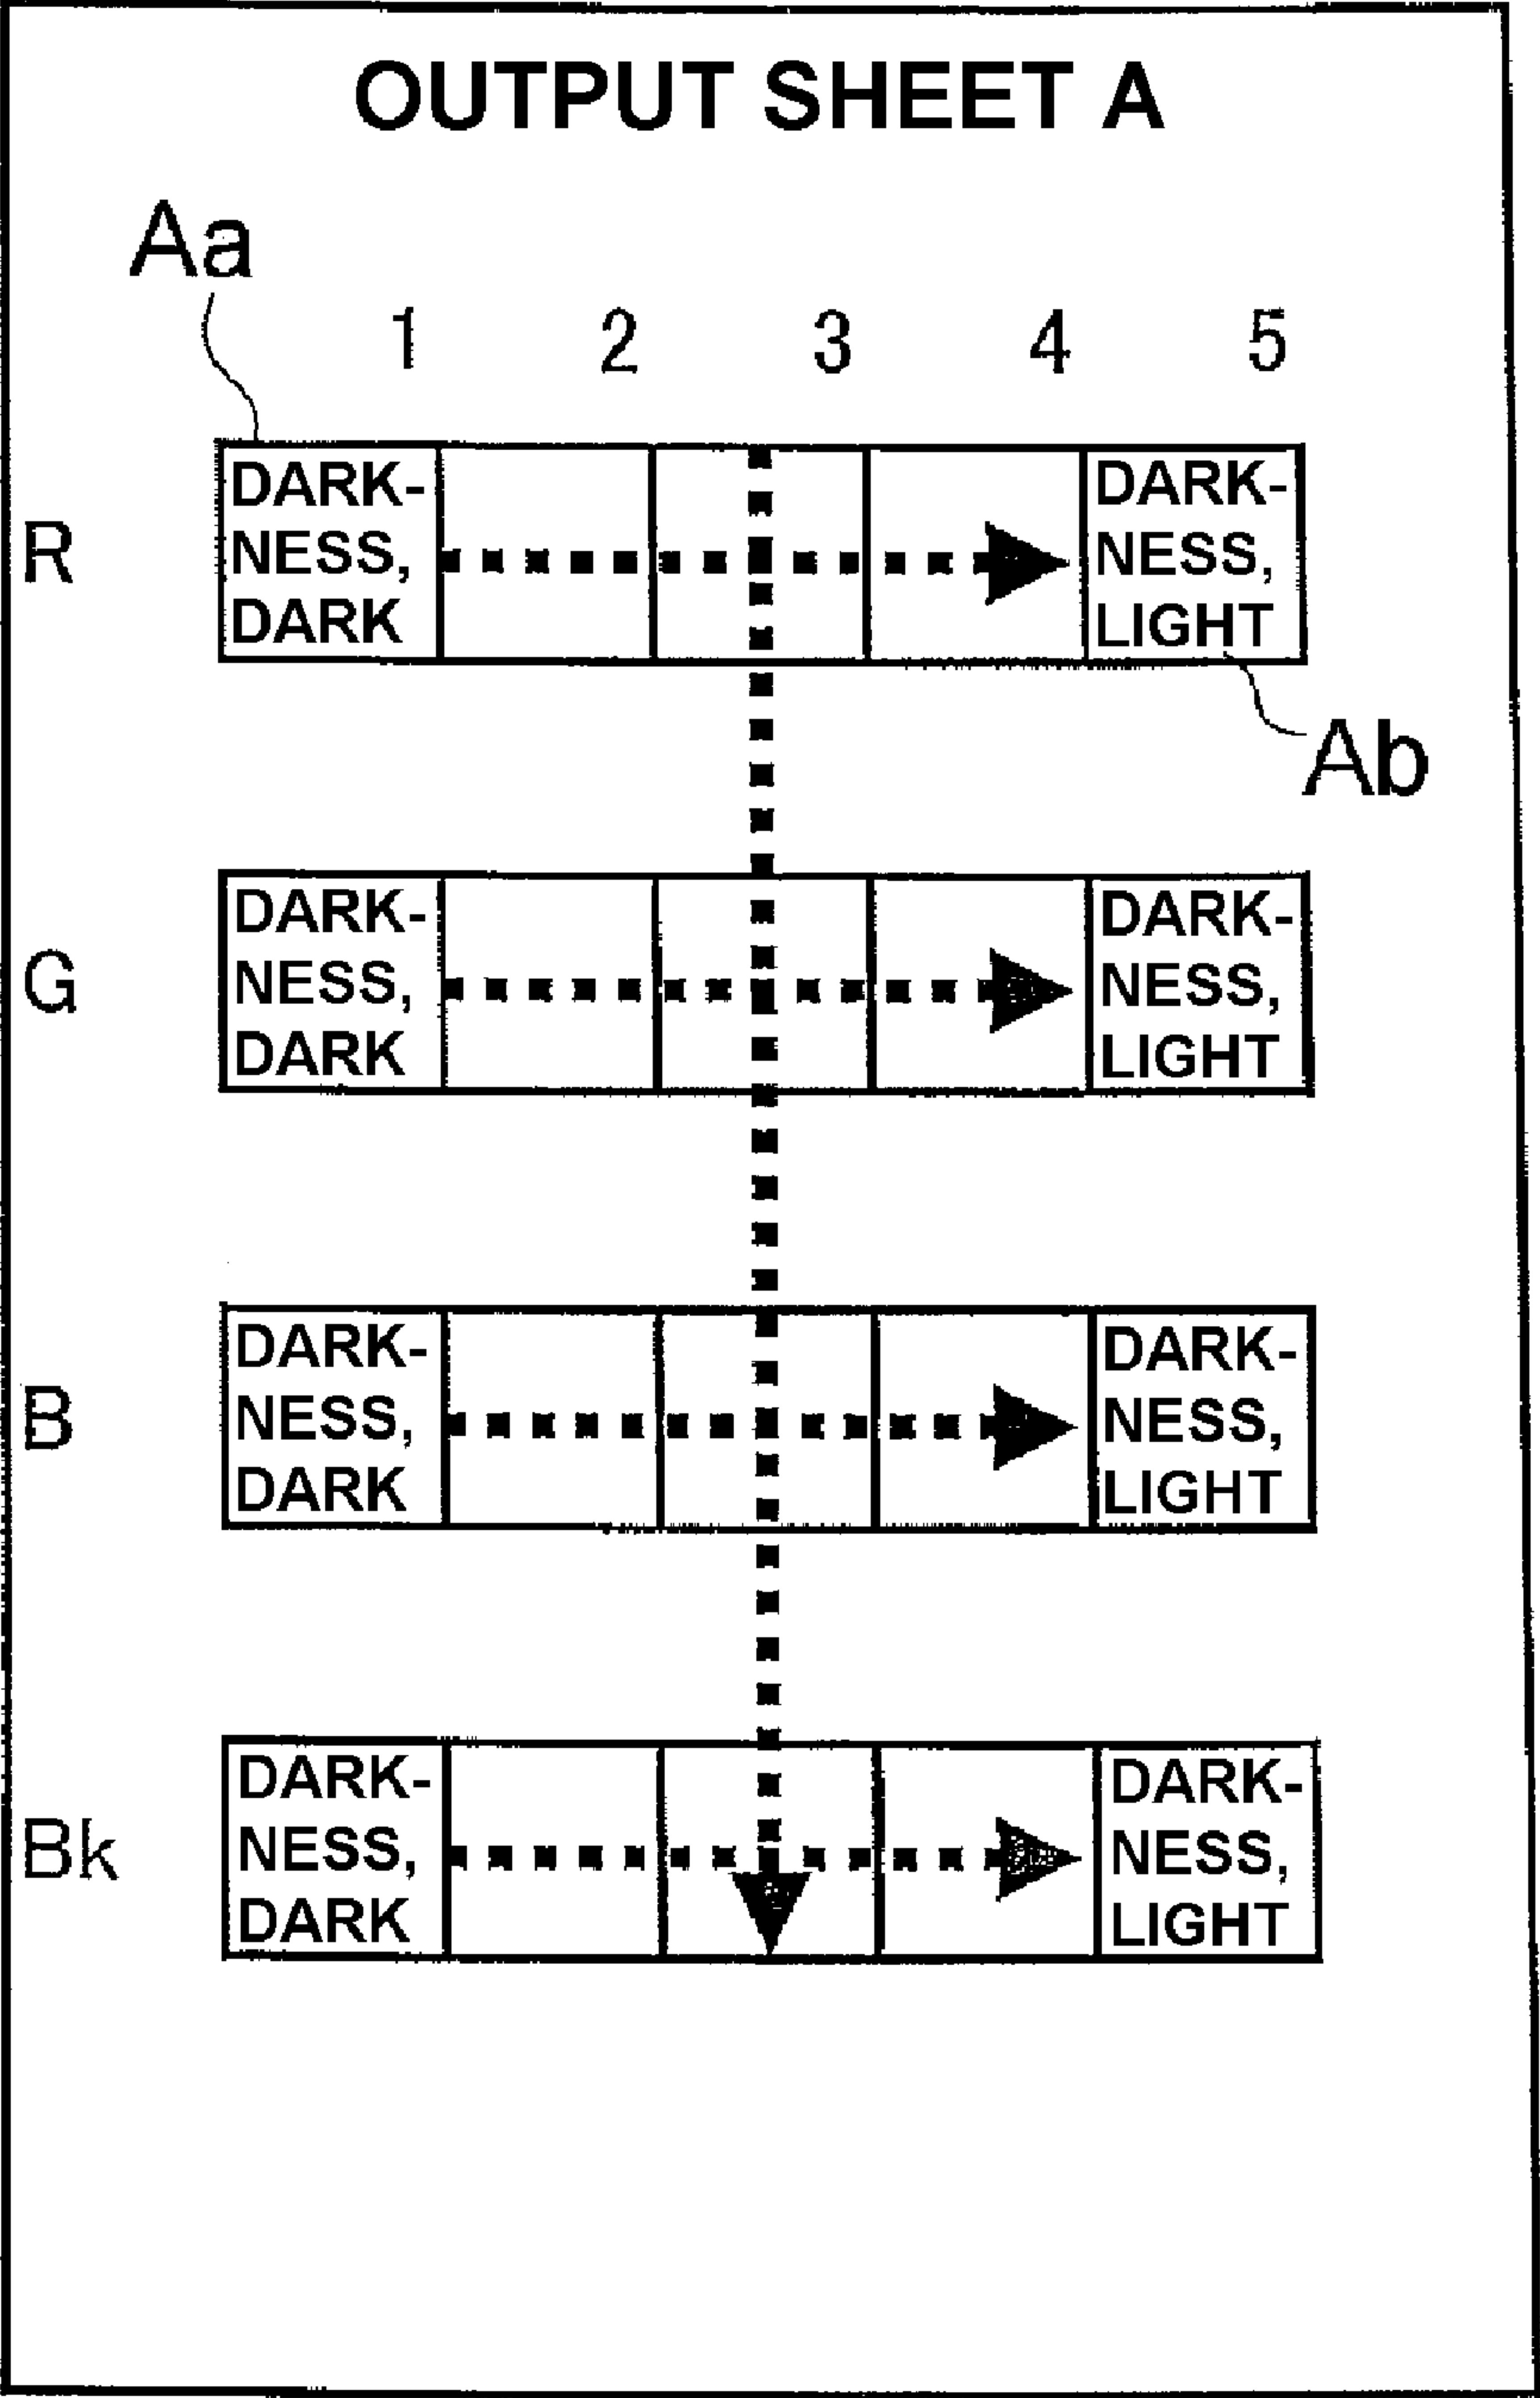 OUTPUT SHEET A
Aa
1 2 3 4 5
R
DARK-
NESS,
DARK
DARK-
NESS,
LIGHT
Ab
G
DARK-
NESS,
DARK
DARK-
NESS,
LIGHT
B
DARK-
NESS,
DARK
DARK-
NESS,
LIGHT
Bk
DARK-
NESS,
DARK
DARK-
NESS,
LIGHT